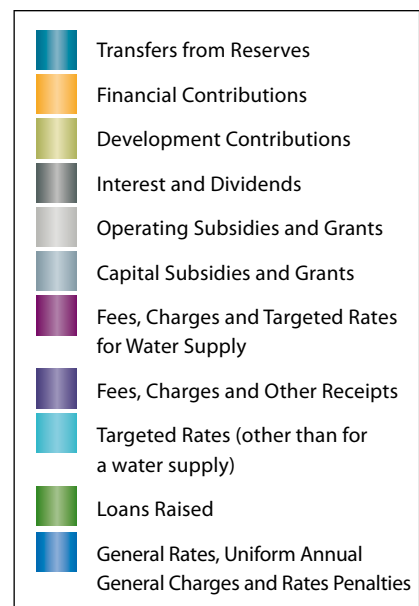 Transfers from Reserves
Financial Contributions
Development Contributions
Interest and Dividends
Operating Subsidies and Grants
Capital Subsidies and Grants
Fees, Charges and Targeted Rates
for Water Supply
Fees, Charges and Other Receipts
Targeted Rates (other than for
a water supply)
Loans Raised
General Rates, Uniform Annual
General Charges and Rates Penalties